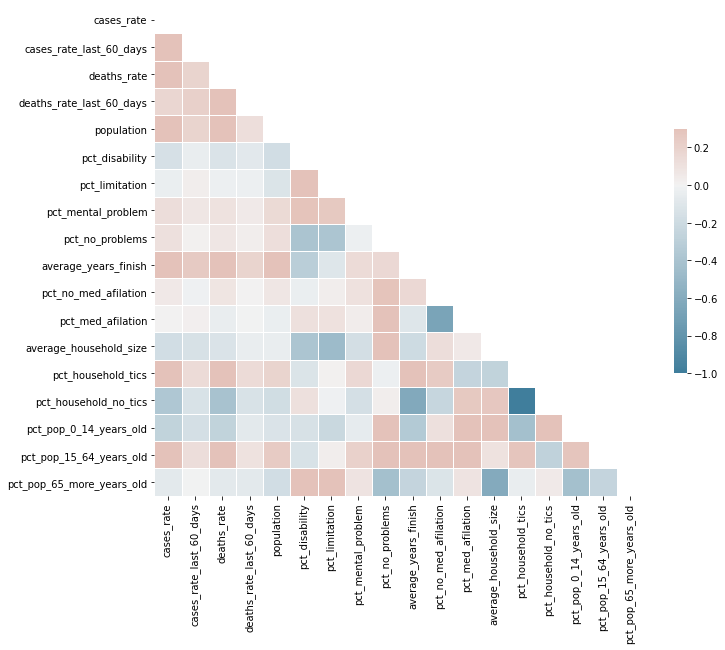 cases_rate
cases_rate_last_60_days
deaths_rate
deaths_rate_last_60_days
population
pct_disability
pct_limitation
pct_mental_problem
pct_no_problems
average_years_finish
pct_no_med_afilation
pct_med_afilation
average_household_size
pct_household_tics
pct_household_no_tics
pct_pop_0_14_years_old
pct_pop_15_64_years_old
pct_pop_65_more_years_old
cases_rate
cases_rate_last_60_days
deaths_rate
deaths_rate_last_60_days
population
pct_disability
pct_limitation
pct_mental_problem
pct_no_problems
average_years_finish
pct_no_med_afilation
pct_med_afilation
average_household_size
pct_household_tics
pct_household_no_tics
pct_pop_0_14_years_old
pct_pop_15_64_years_old
pct_pop_65_more_years_old
0.2
0.0
−0.2
−0.4
−0.6
−0.8
−1.0